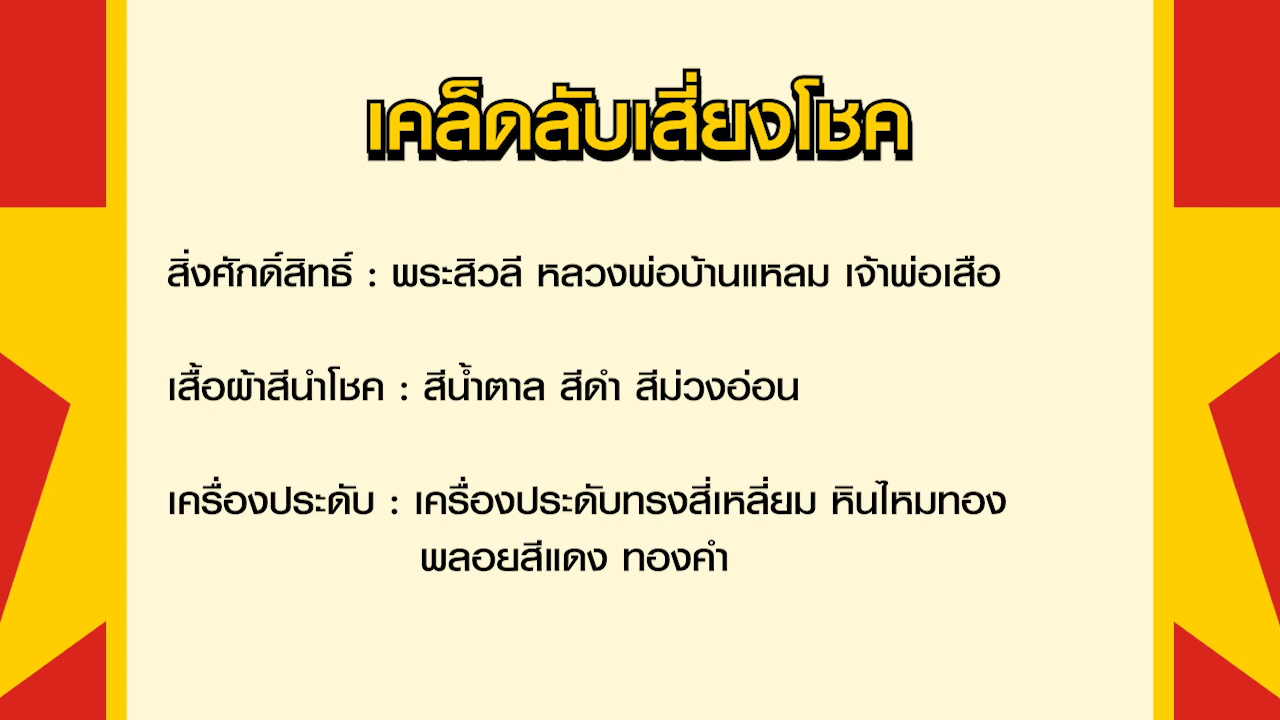 เคล็ดลับเสี่ยงโชค
สิ่งศักดิ์สิทธิ์ : พระสิวลี หลวงพ่อบ้านแหลม เจ้าพ่อเสือ
เสื้อผ้าสีนำโชค : สีน้ำตาล สีดำ สีม่วงอ่อน
เครื่องประดับ : เครื่องประดับทรงสี่เหลี่ยม หินไหมทอง
พลอยสีแดง ทองคำ